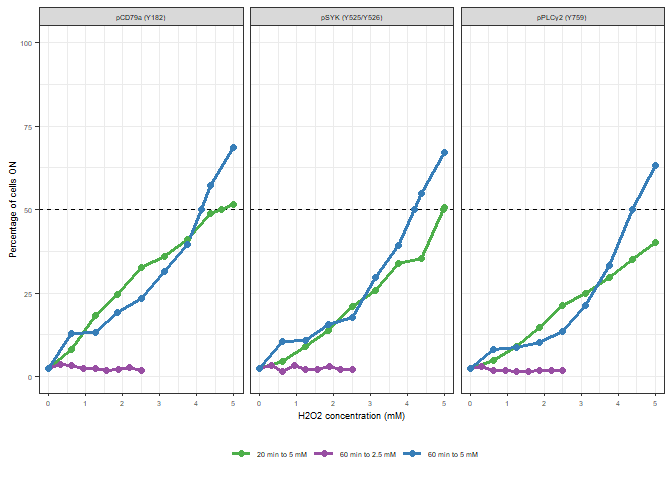 pCD79a (Y182)
pSYK (Y525/Y526)
pPLCy2 (Y759)
Percentage of cells ON
100
75
50
25
0
0 1 2 3 4 5
0 1 2 3 4 5
0 1 2 3 4 5
H2O2 concentration (mM)
20 min to 5 mM
60 min to 2.5 mM
60 min to 5 mM